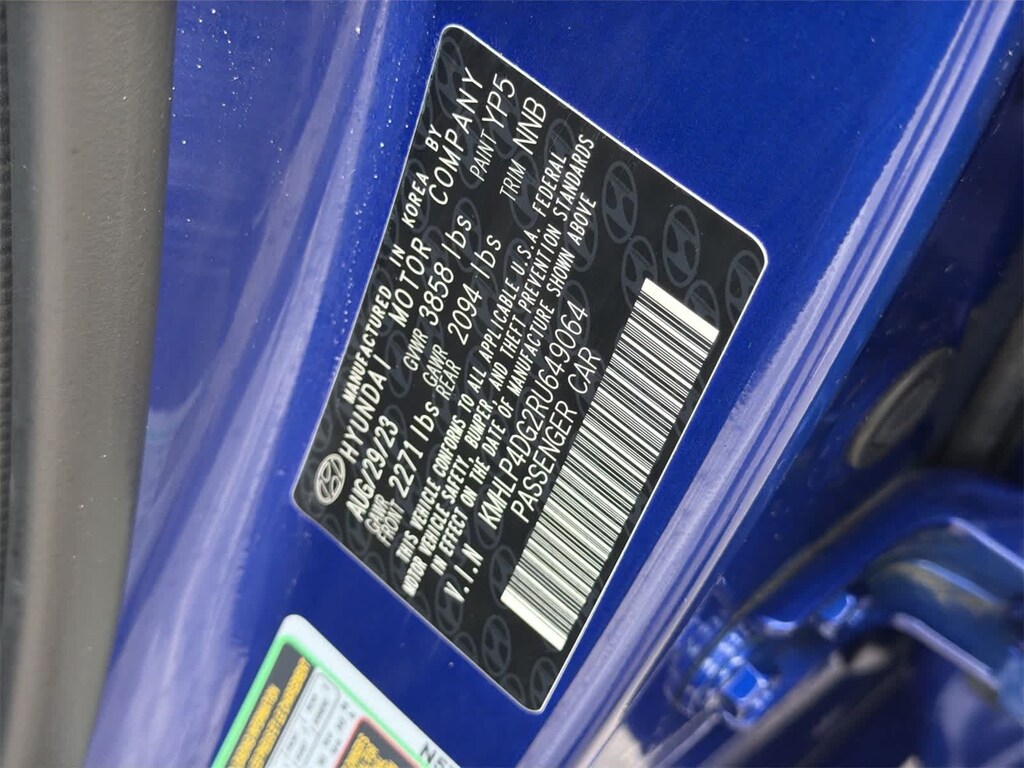 MANUFACTURED IN KOREA BY
HYUNDAI MOTOR COMPANY
AUG/29/23 GVWR 3858 lbs PAINT YP5
GAWR FRONT 2271 lbs GAWR REAR 2094 lbs TRIM NNB
THIS VEHICLE CONFORMS TO ALL APPLICABLE U.S.A. FEDERAL
MOTOR VEHICLE SAFETY, BUMPER, AND THEFT PREVENTION STANDARDS
IN EFFECT ON THE DATE OF MANUFACTURE SHOWN ABOVE
V.I.N KMHLP4DG2RU649064
PASSENGER CAR